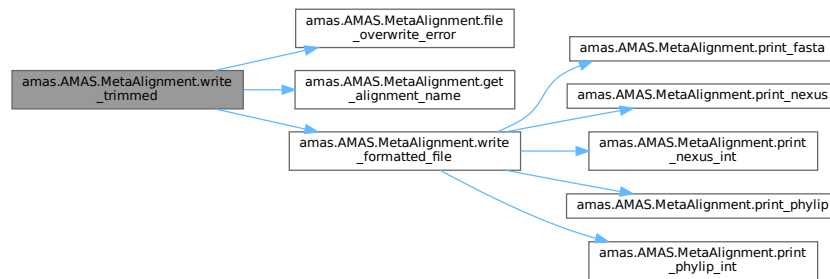 amas.AMAS.MetaAlignment.write
_trimmed
amas.AMAS.MetaAlignment.file
_overwrite_error
amas.AMAS.MetaAlignment.get
_alignment_name
amas.AMAS.MetaAlignment.write
_formatted_file
amas.AMAS.MetaAlignment.print_fasta
amas.AMAS.MetaAlignment.print_nexus
amas.AMAS.MetaAlignment.print
_nexus_int
amas.AMAS.MetaAlignment.print_phylip
amas.AMAS.MetaAlignment.print
_phylip_int